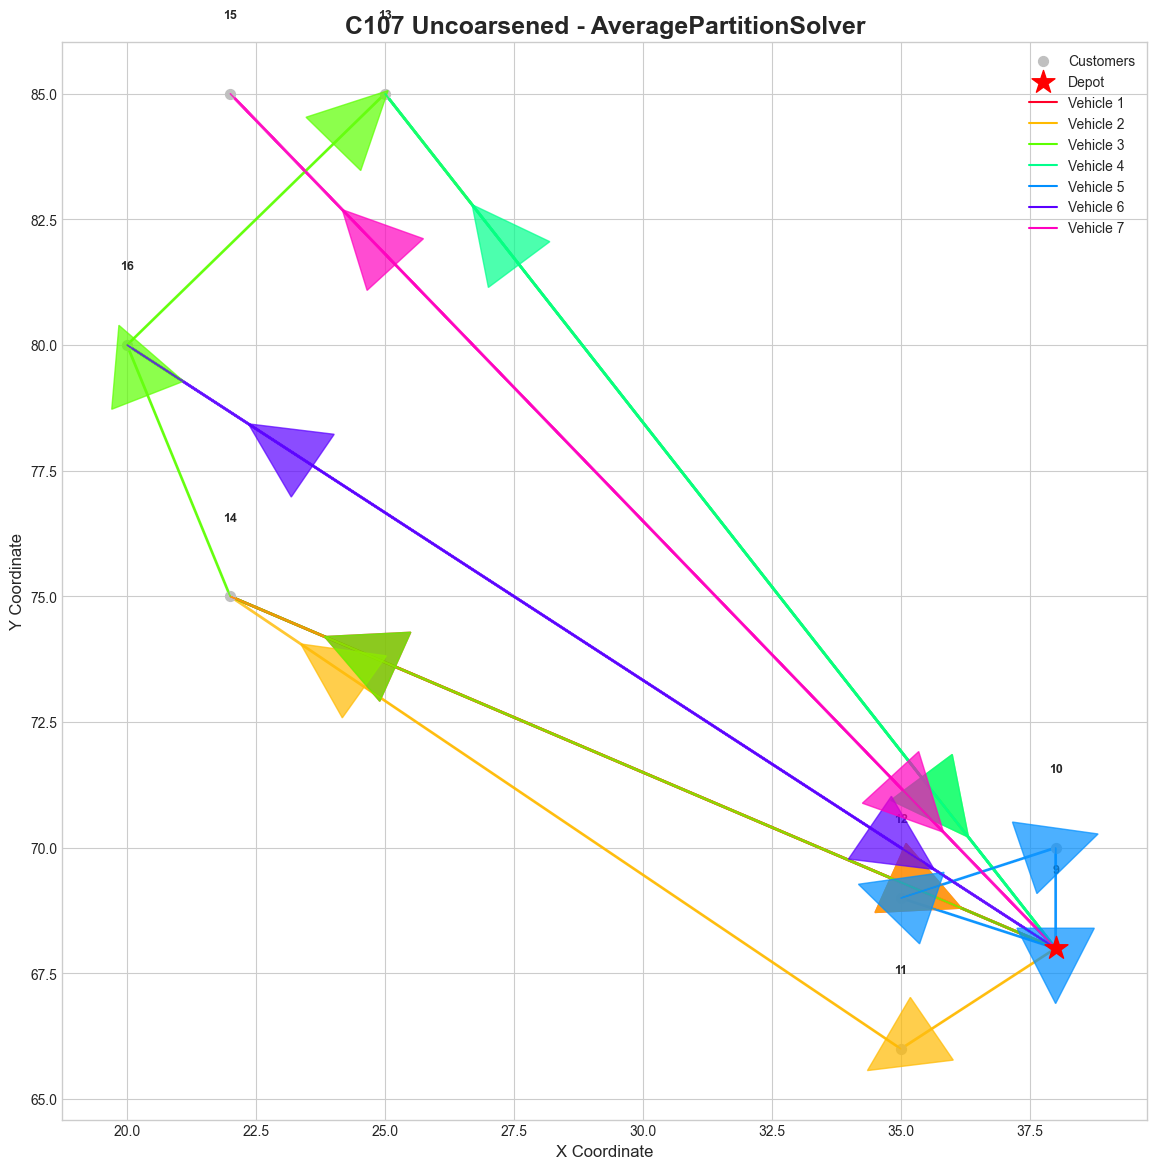 15
13
C107 Uncoarsened - AveragePartitionSolver
Customers
Depot
Vehicle 1
Vehicle 2
Vehicle 3
Vehicle 4
Vehicle 5
Vehicle 6
Vehicle 7
85.0
82.5
16
80.0
77.5
14
75.0
72.5
10
12
70.0
9
11
67.5
65.0
20.0 22.5 25.0 27.5 30.0 32.5 35.0 37.5
X Coordinate
Y Coordinate